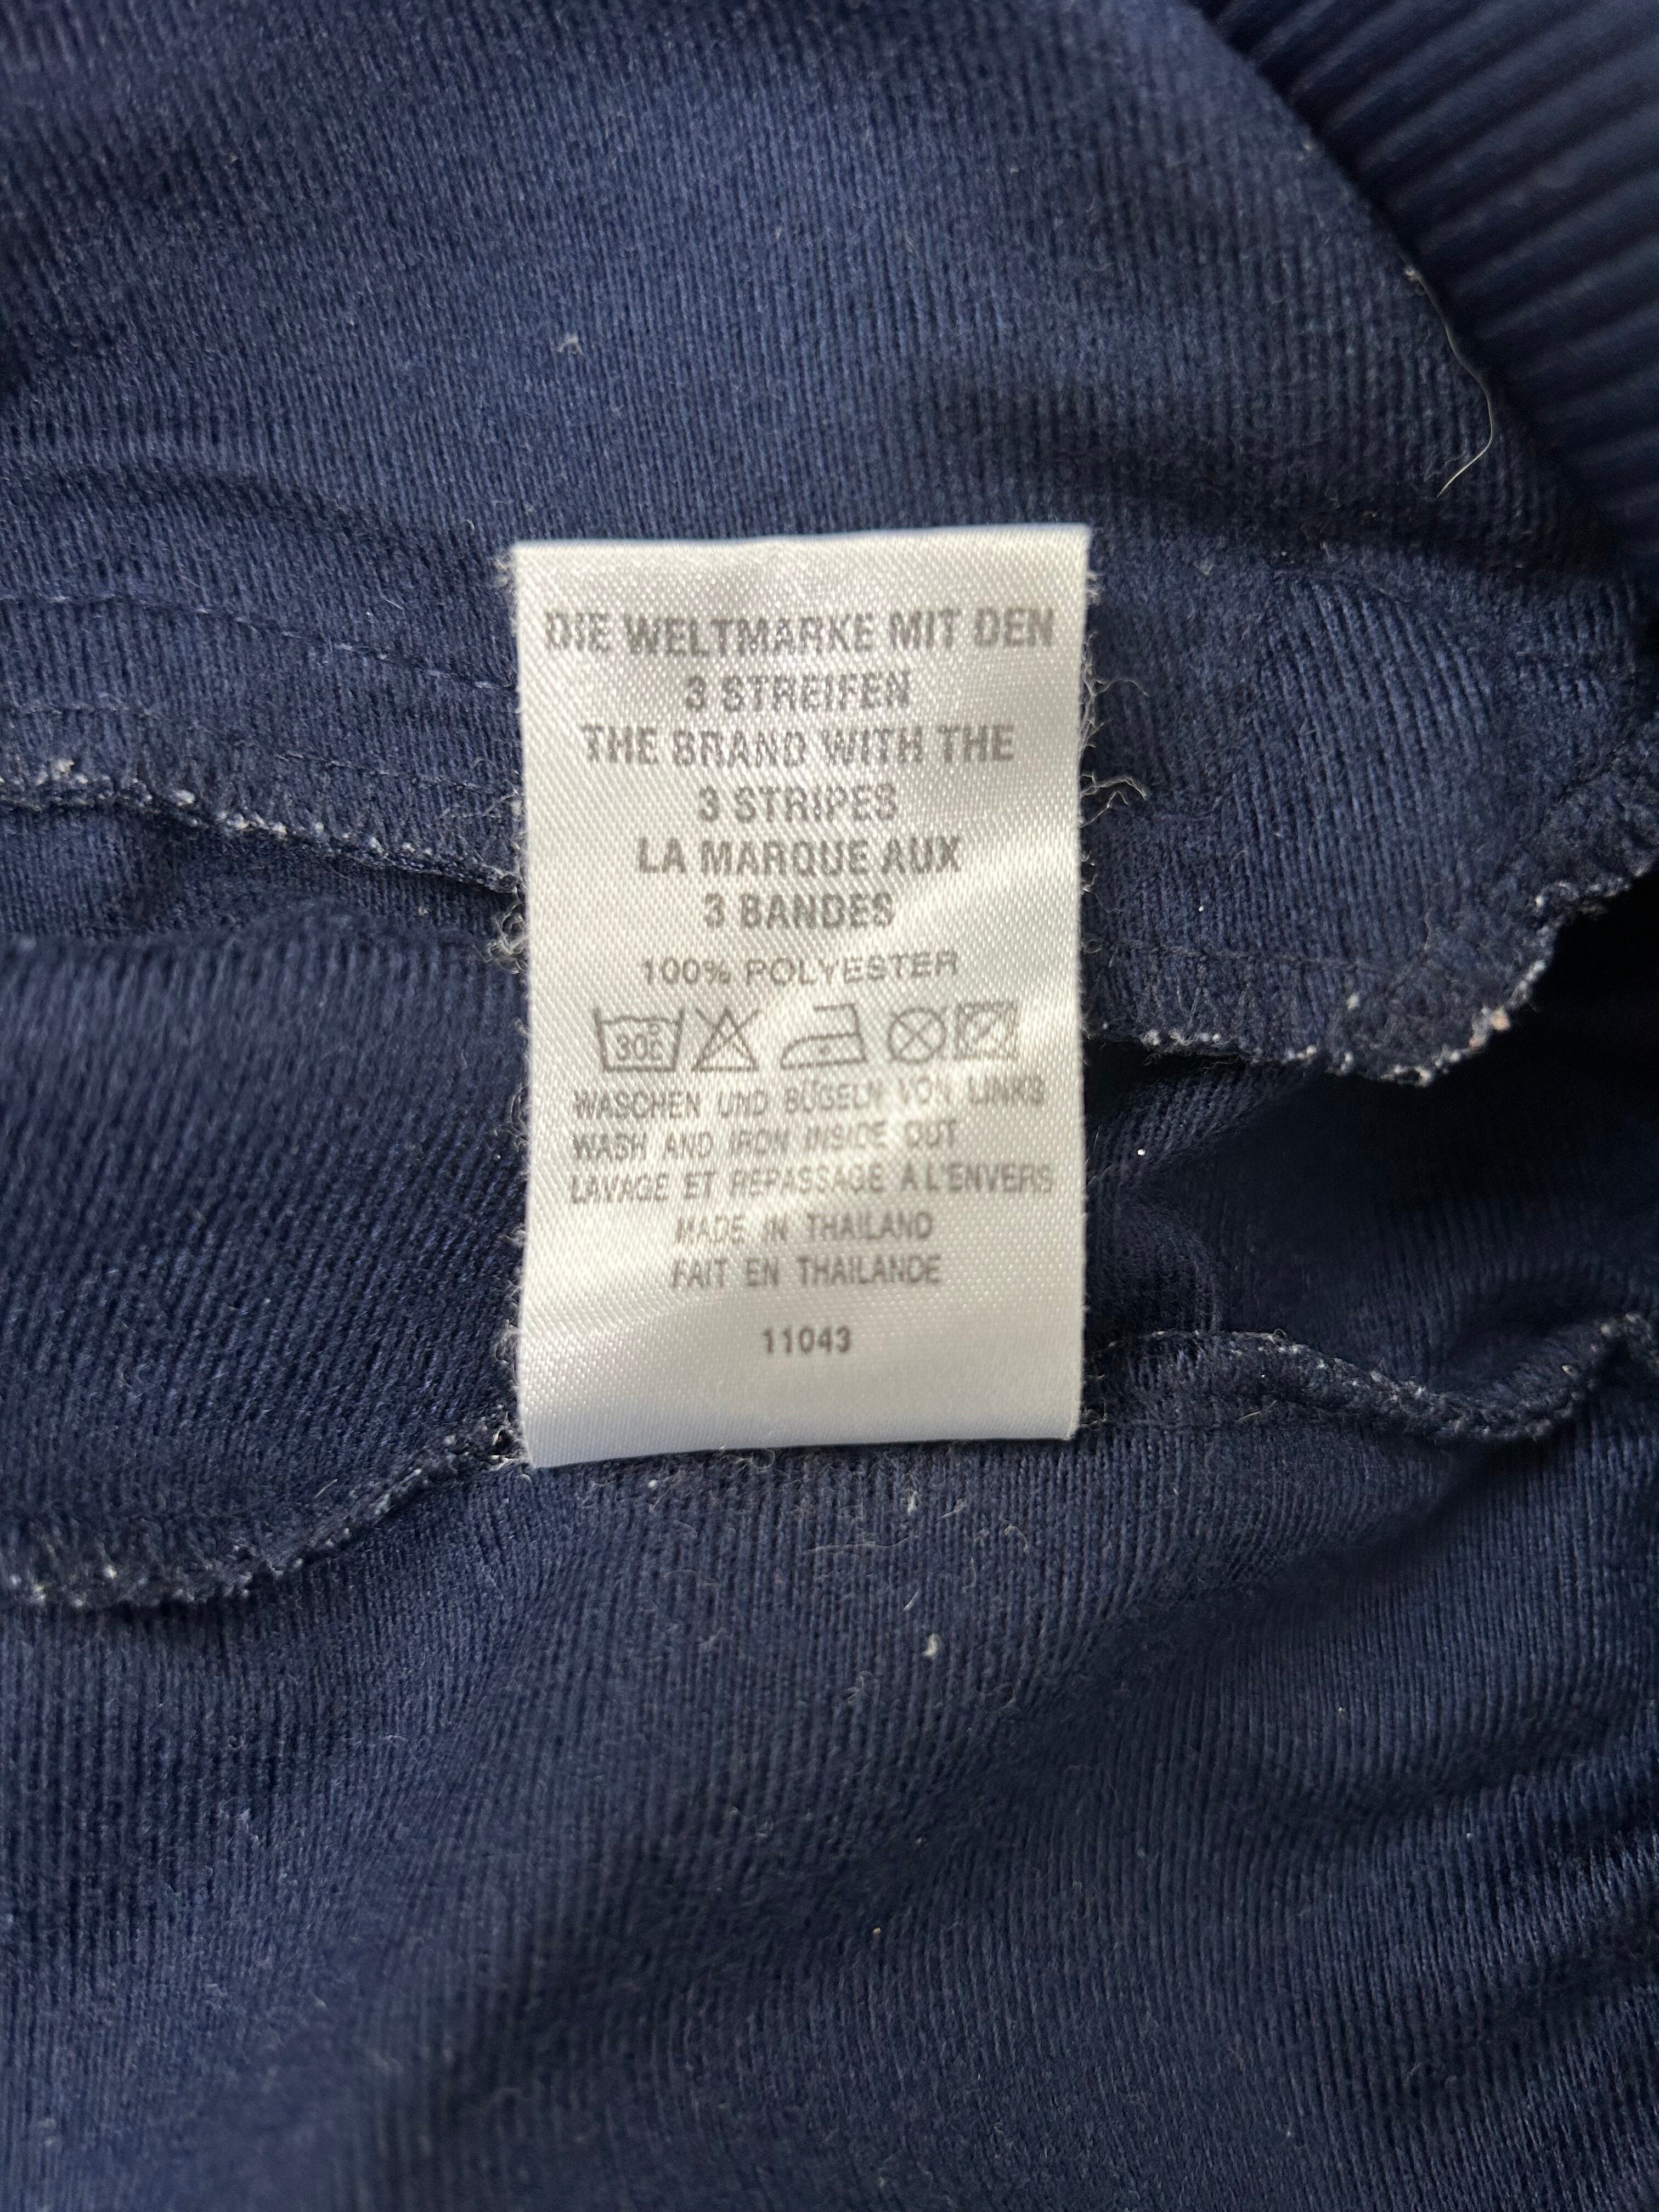 DIE WELTMARKE MIT DEN
3 STREIFEN
THE BRAND WITH THE
3 STRIPES
LA MARQUE AUX
3 BANDES
100% POLYESTER
30°C
WASCHEN UND BÜGELN VON LINKS
WASH AND IRON INSIDE OUT
LAVAGE ET REPASSAGE A L'ENVERS
MADE IN THAILAND
FAIT EN THAILANDE
11043